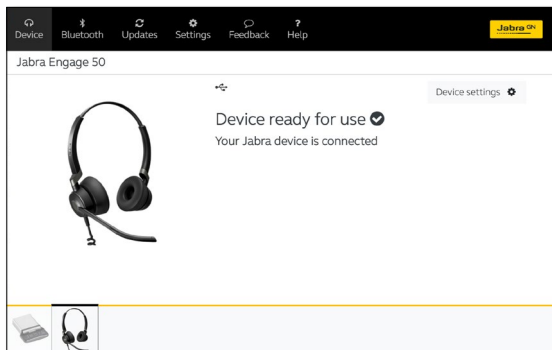 Device Bluetooth Updates Settings Feedback ? Help Jabra GN
Jabra Engage 50
Device settings
Device ready for use
Your Jabra device is connected